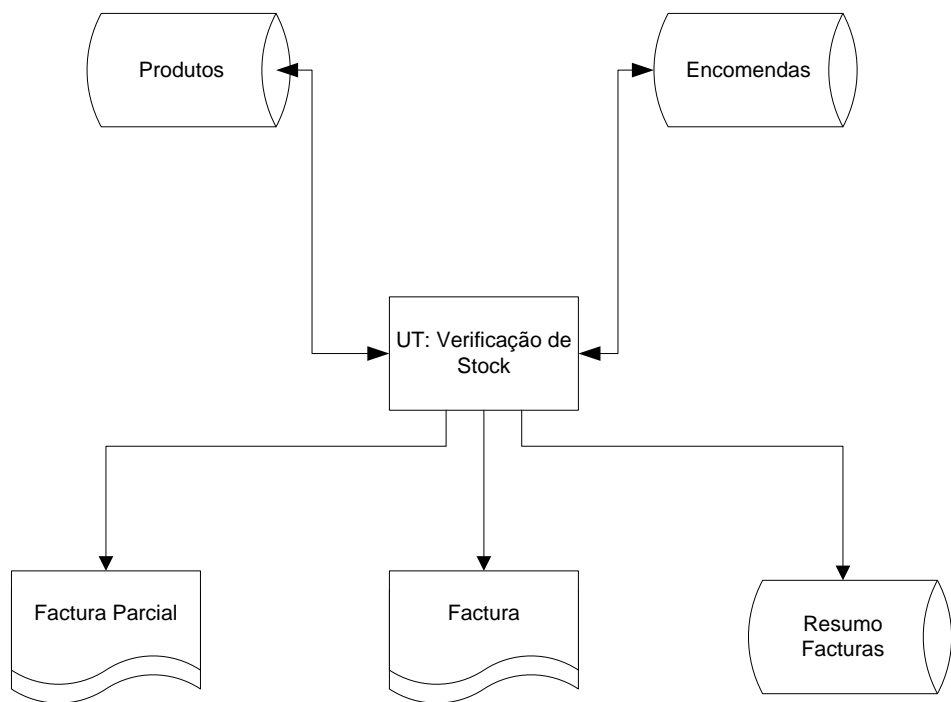 Produtos
Encomendas
UT: Verificação de
Stock
Factura Parcial
Factura
Resumo
Facturas